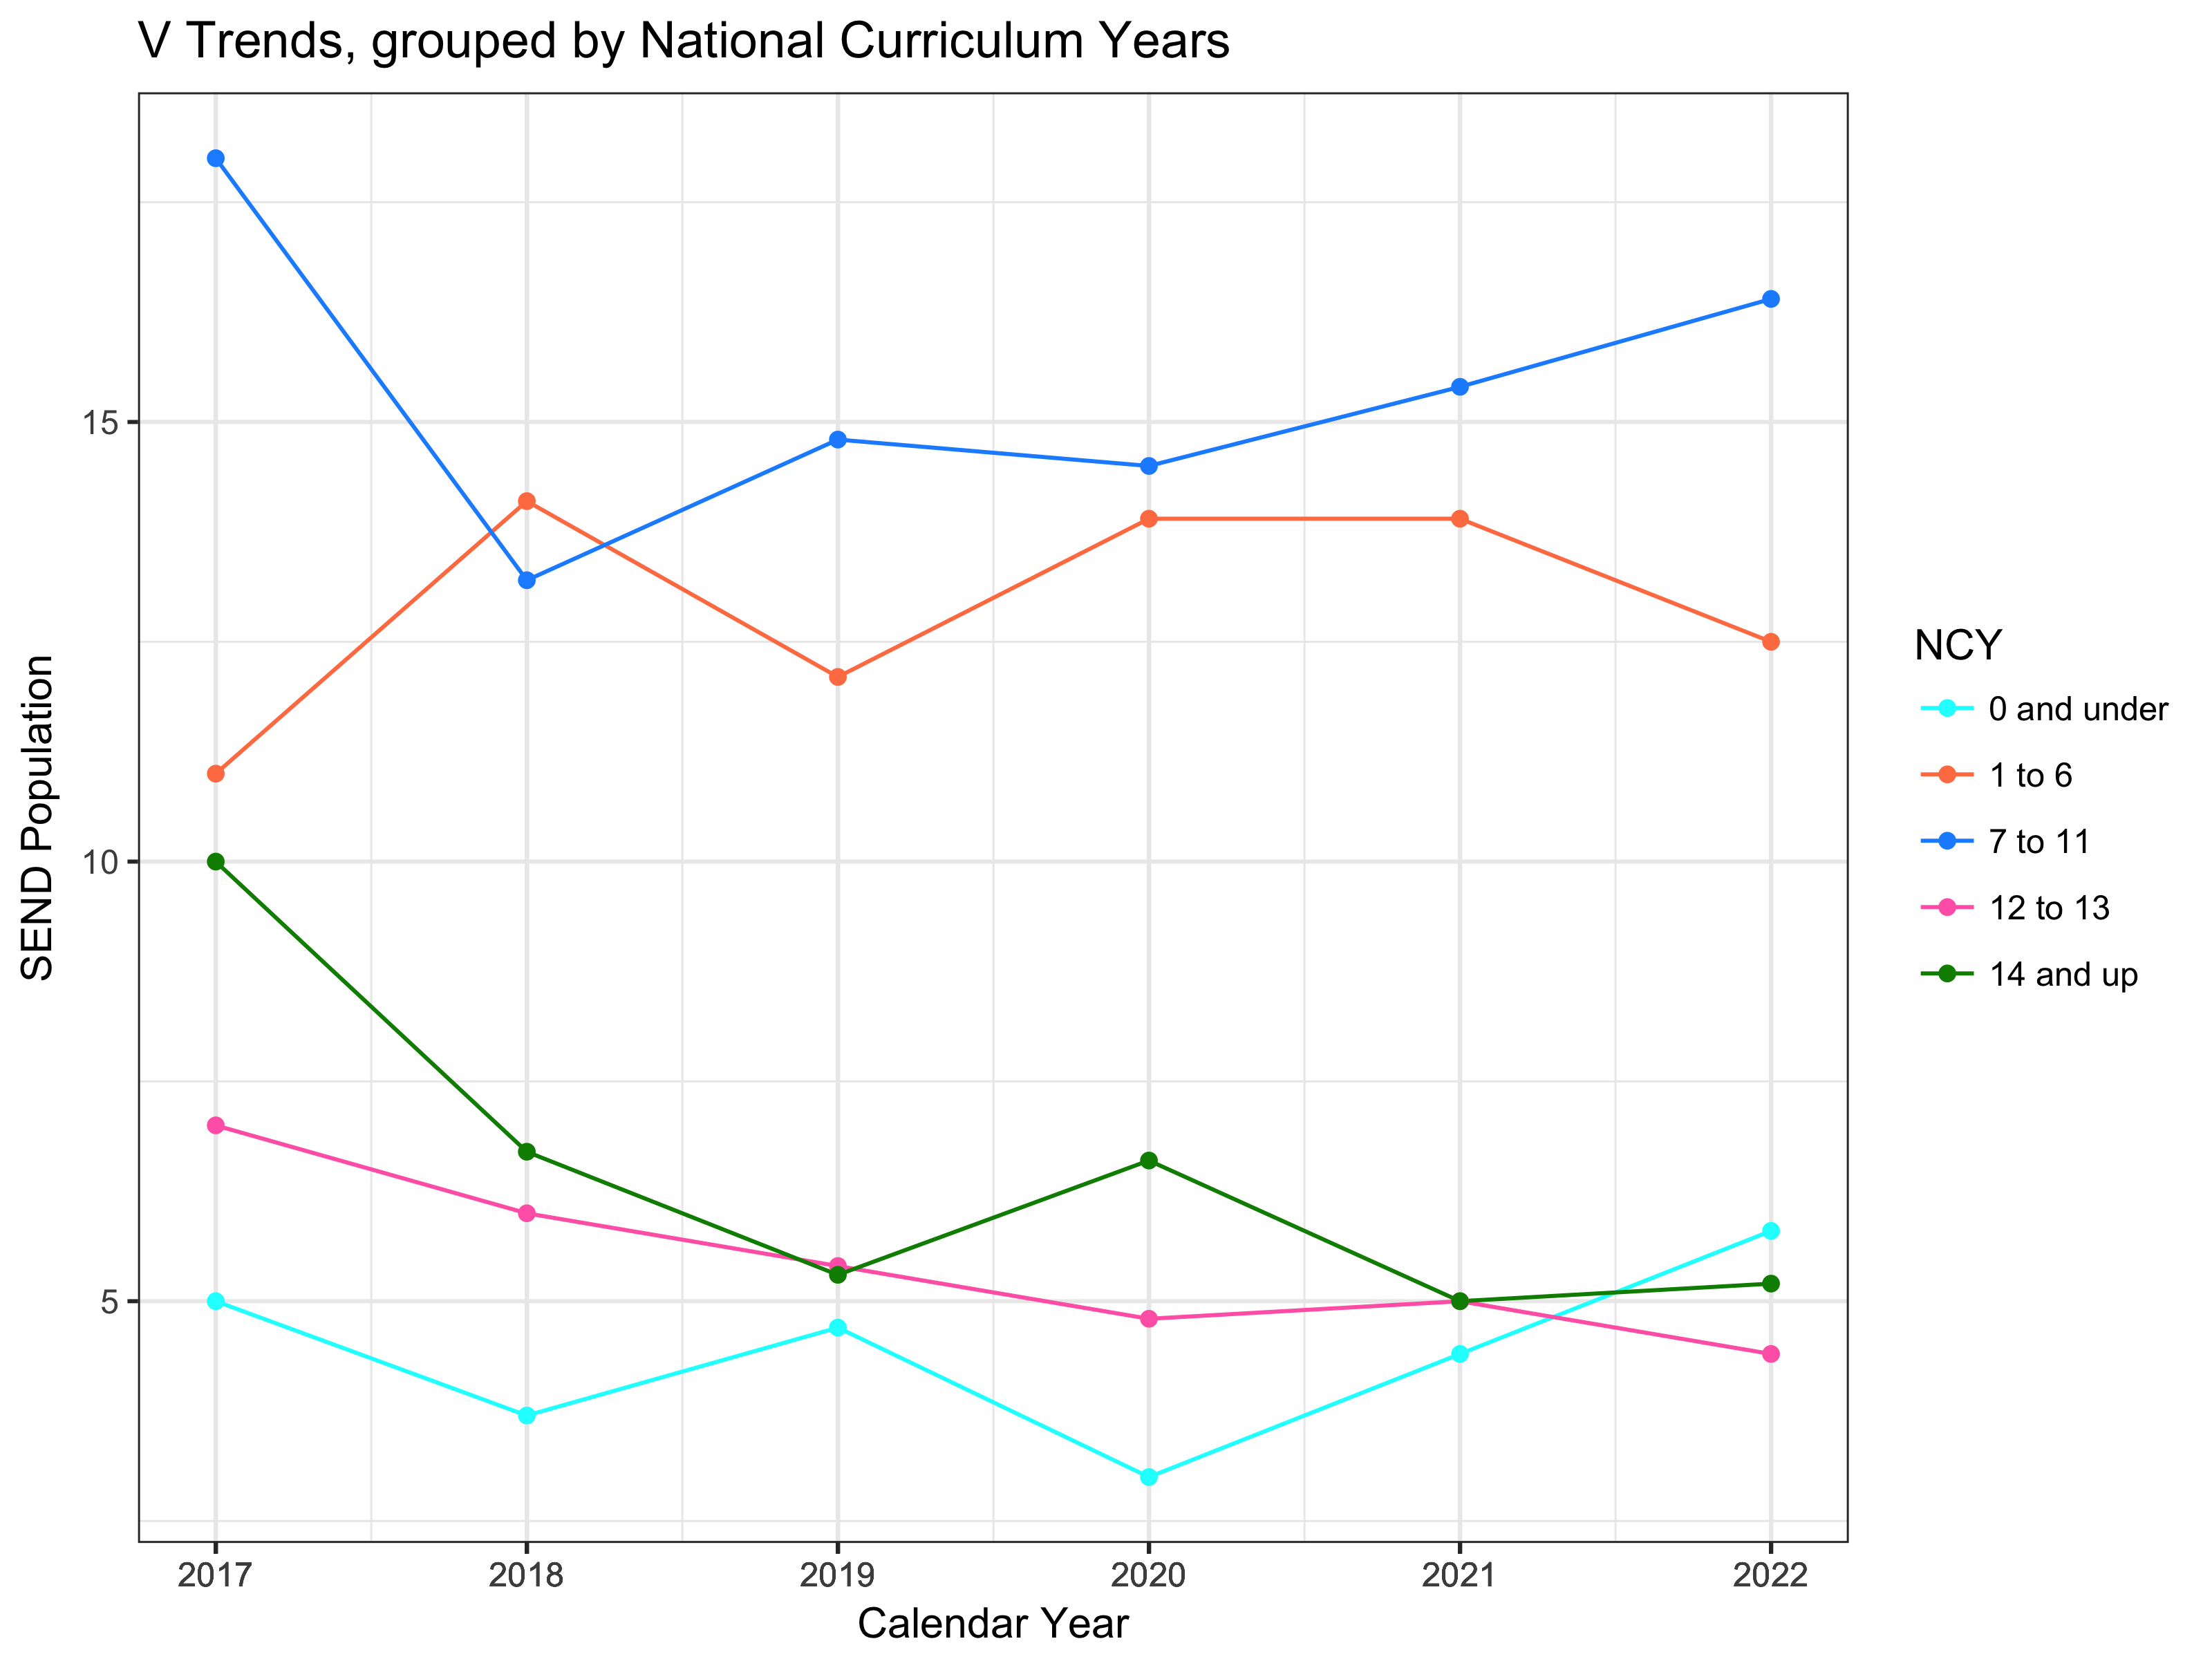 V Trends, grouped by National Curriculum Years
SEND Population
15
10
5
2017 2018 2019 2020 2021 2022
Calendar Year
NCY
0 and under
1 to 6
7 to 11
12 to 13
14 and up